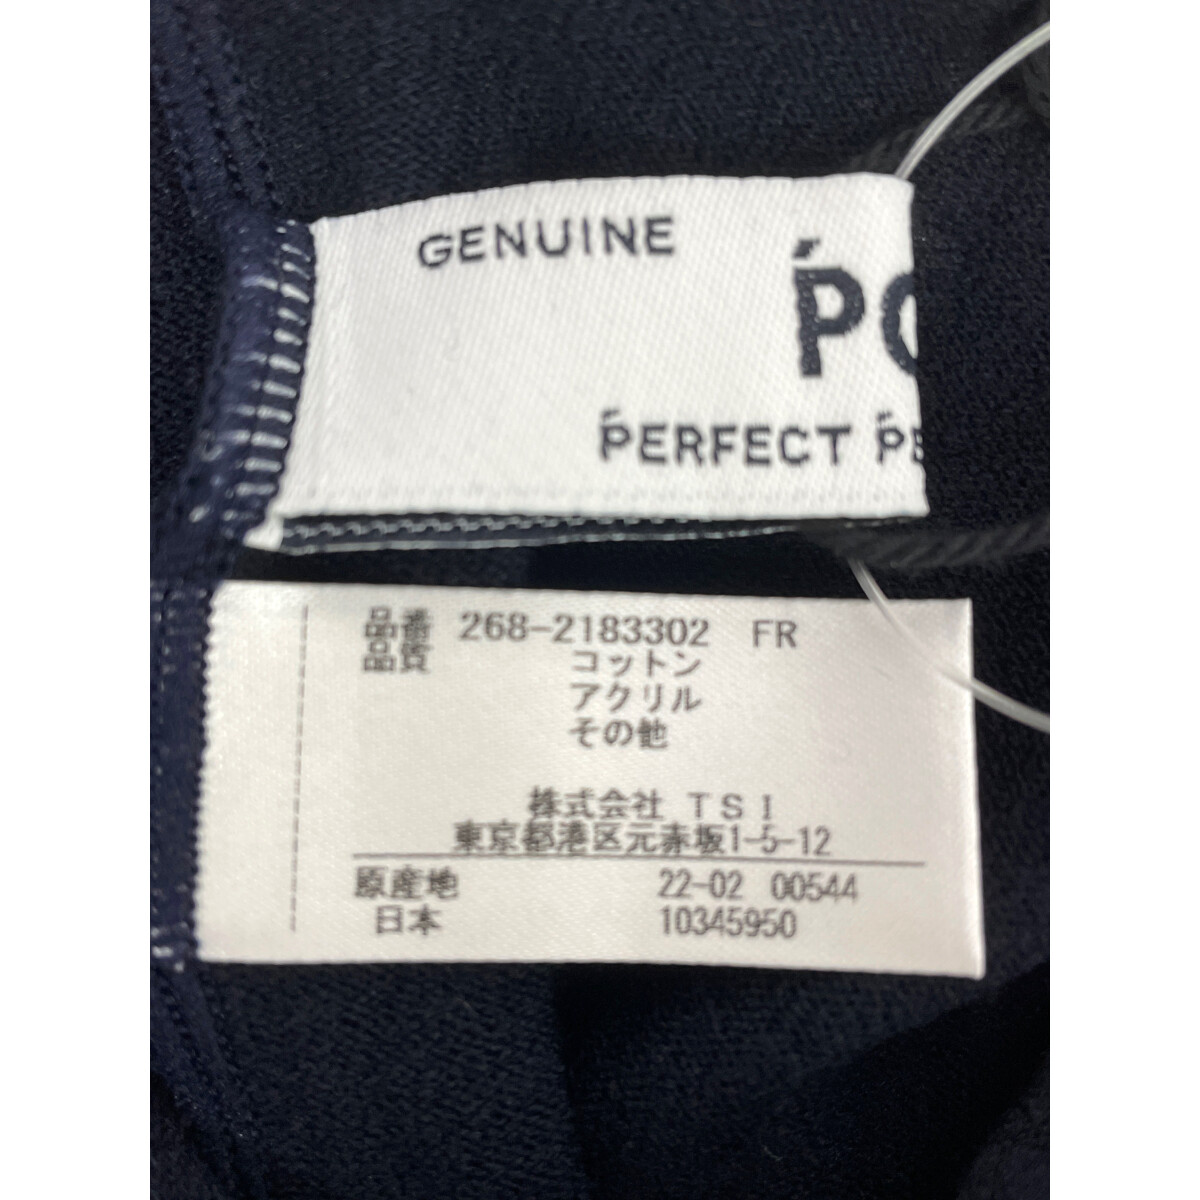 GENUINE
PERFECT
品番 268-2183302 FR
品質 コットン
アクリル
その他
株式会社 TSI
東京都港区元赤坂1-5-12
原産地 22-02 00544
日本 10345950